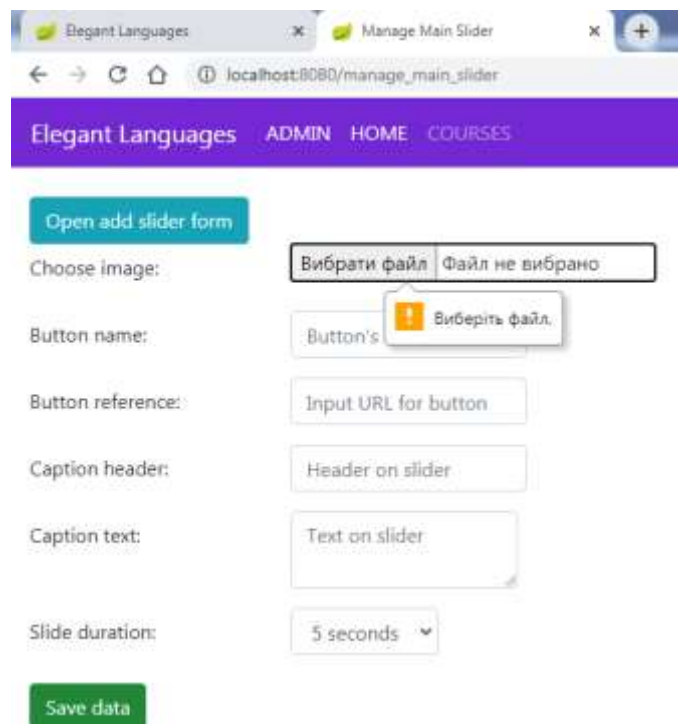 Elegant Languages
Manage Main Slider
localhost:8080/manage_main_slider
Elegant Languages ADMIN HOME COURSES
Open add slider form
Choose image: Вибрати файл Файл не вибрано
Виберіть файл.
Button name: Button's
Button reference: Input URL for button
Caption header: Header on slider
Caption text: Text on slider
Slide duration: 5 seconds
Save data